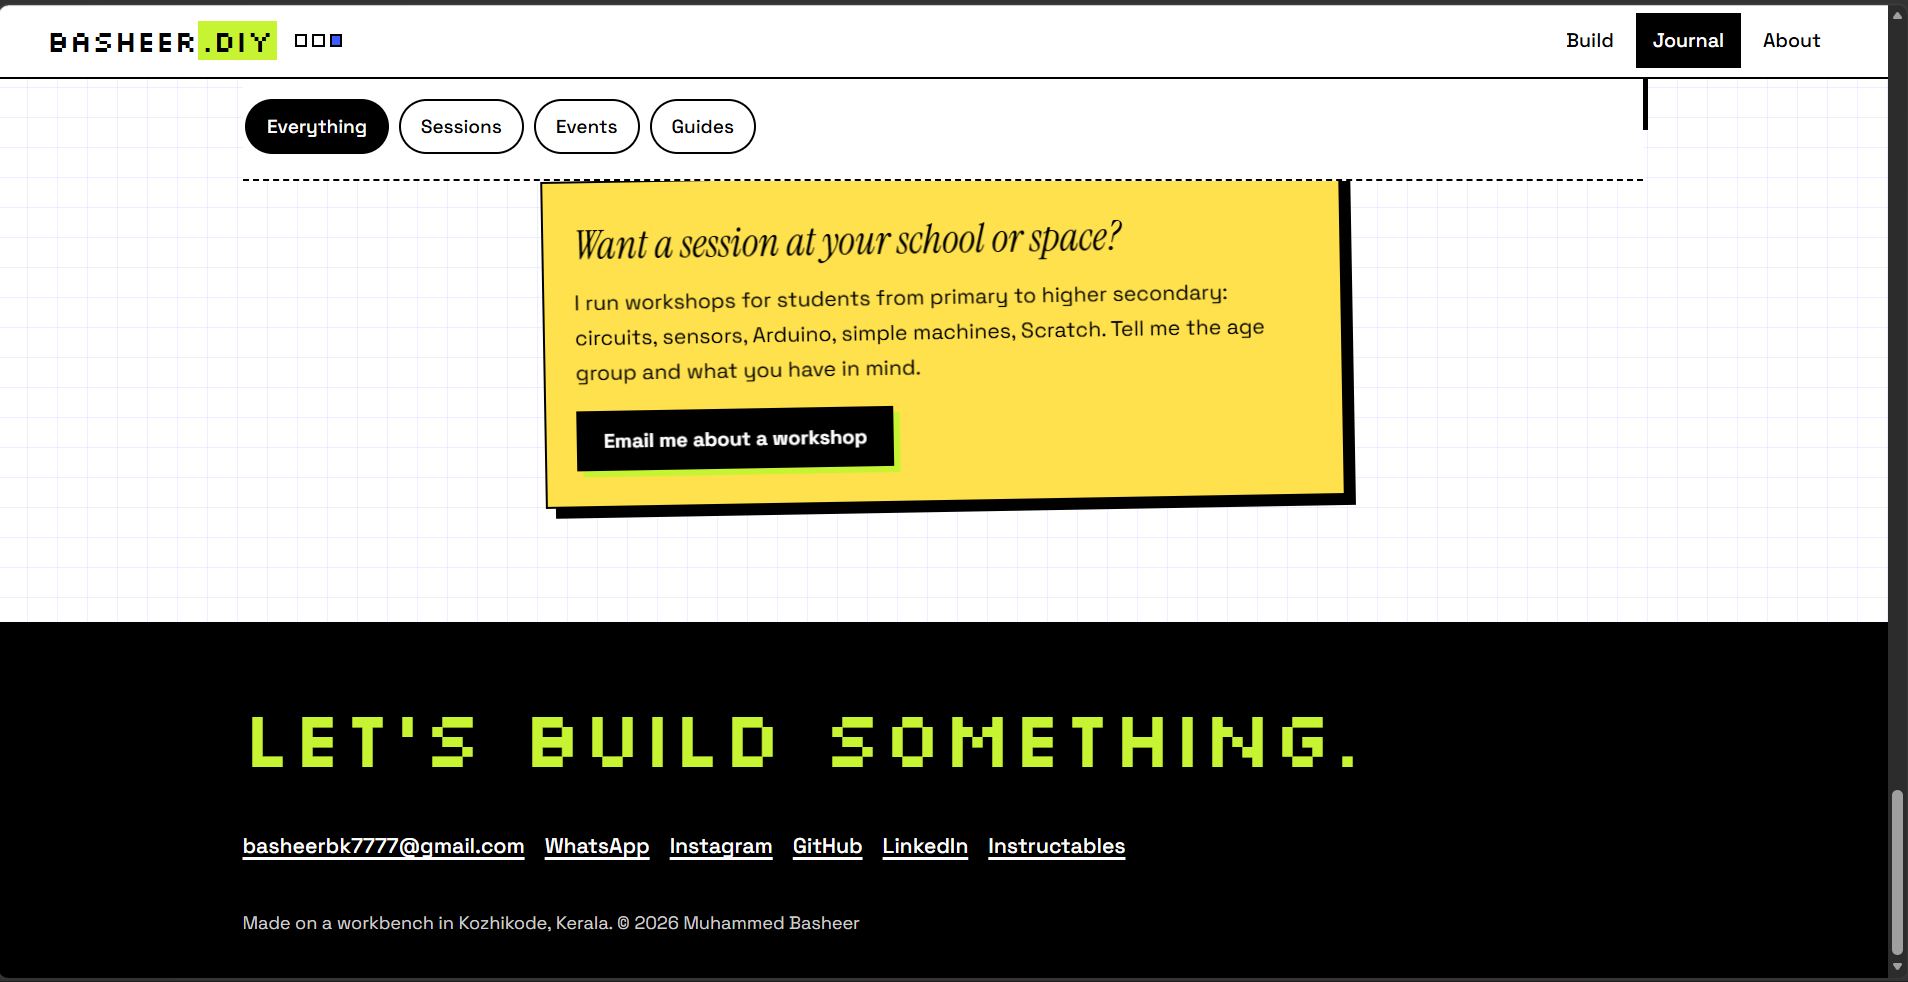 BASHEER.DIY
Build
Journal
About
Everything
Sessions
Events
Guides
Want a session at your school or space?
I run workshops for students from primary to higher secondary:
circuits, sensors, Arduino, simple machines, Scratch. Tell me the age
group and what you have in mind.
Email me about a workshop
LET'S BUILD SOMETHING.
basheerbk7777@gmail.com WhatsApp Instagram GitHub LinkedIn Instructables
Made on a workbench in Kozhikode, Kerala. © 2026 Muhammed Basheer